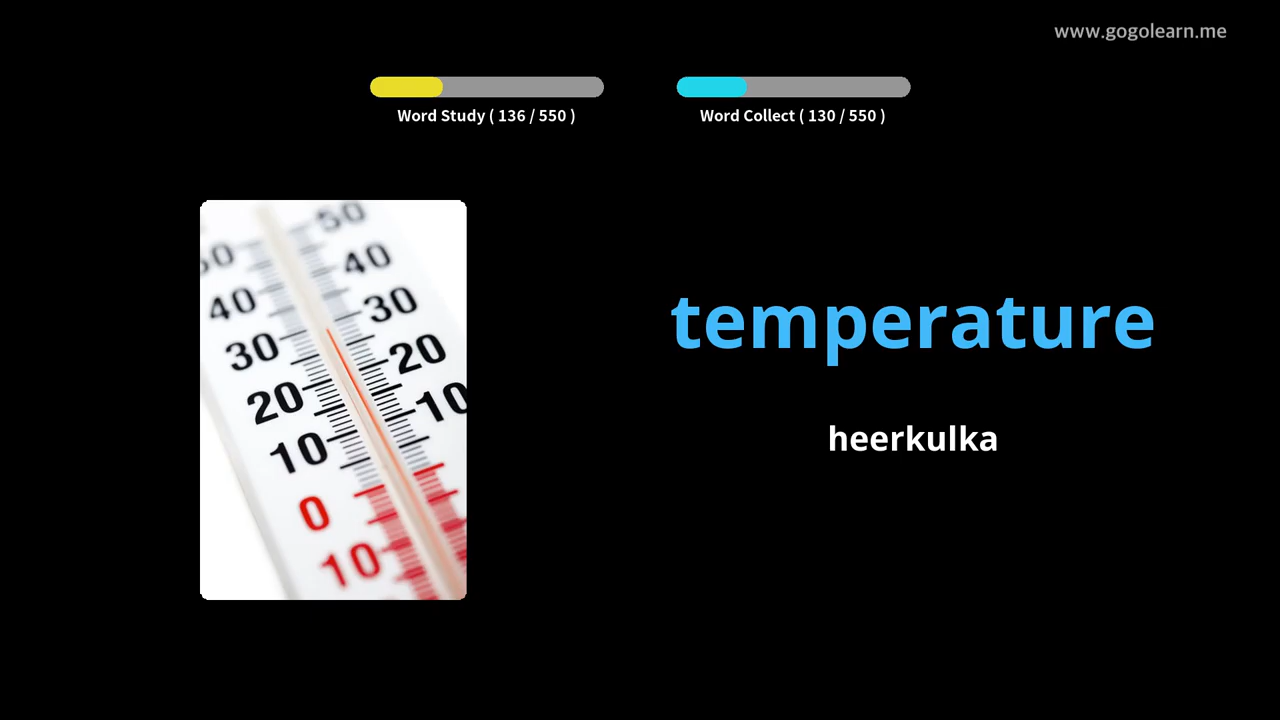 www.gogolearn.me
Word Study ( 136 / 550 )
Word Collect ( 130 / 550 )
50
40 40
30 30
20 20
10 10
0
10
temperature
heerkulka